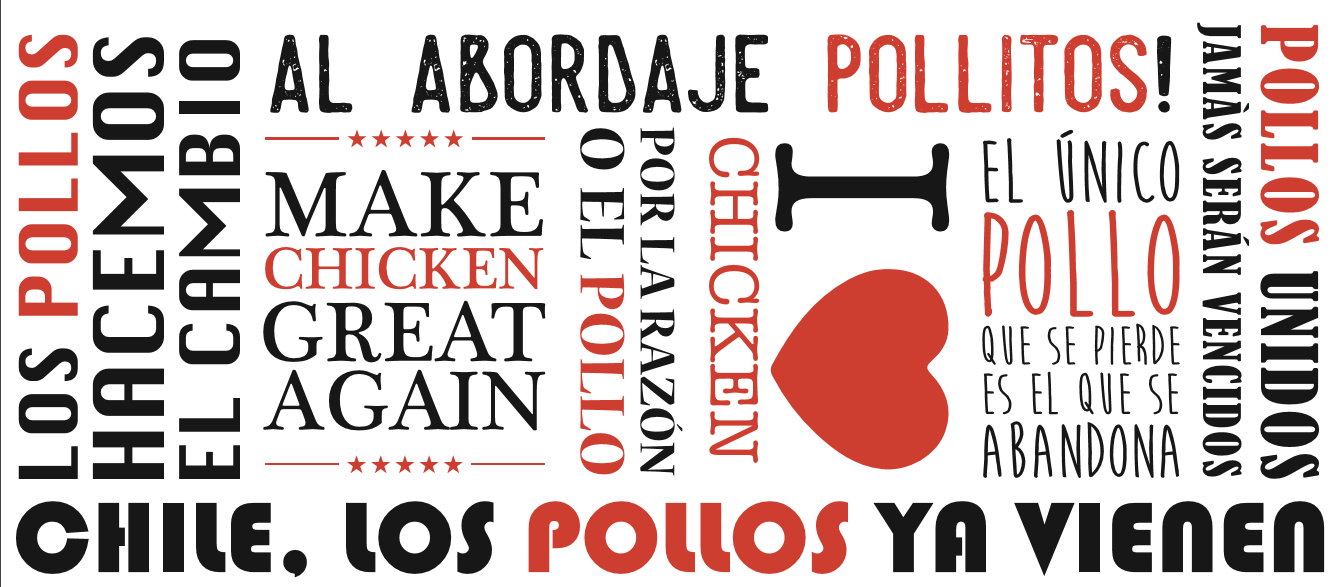 LOS POLLOS
HACEMOS
EL CAMBIO
AL ABORDAJE POLLITOS!
MAKE
CHICKEN
GREAT
AGAIN
POR LA RAZÓN
O EL POLLO
I ♥
CHICKEN
EL ÚNICO
POLLO
QUE SE PIERDE
ES EL QUE SE
ABANDONA
POLLOS UNIDOS
JAMÀS SERÁN VENCIDOS
CHILE, LOS POLLOS YA VIENEN